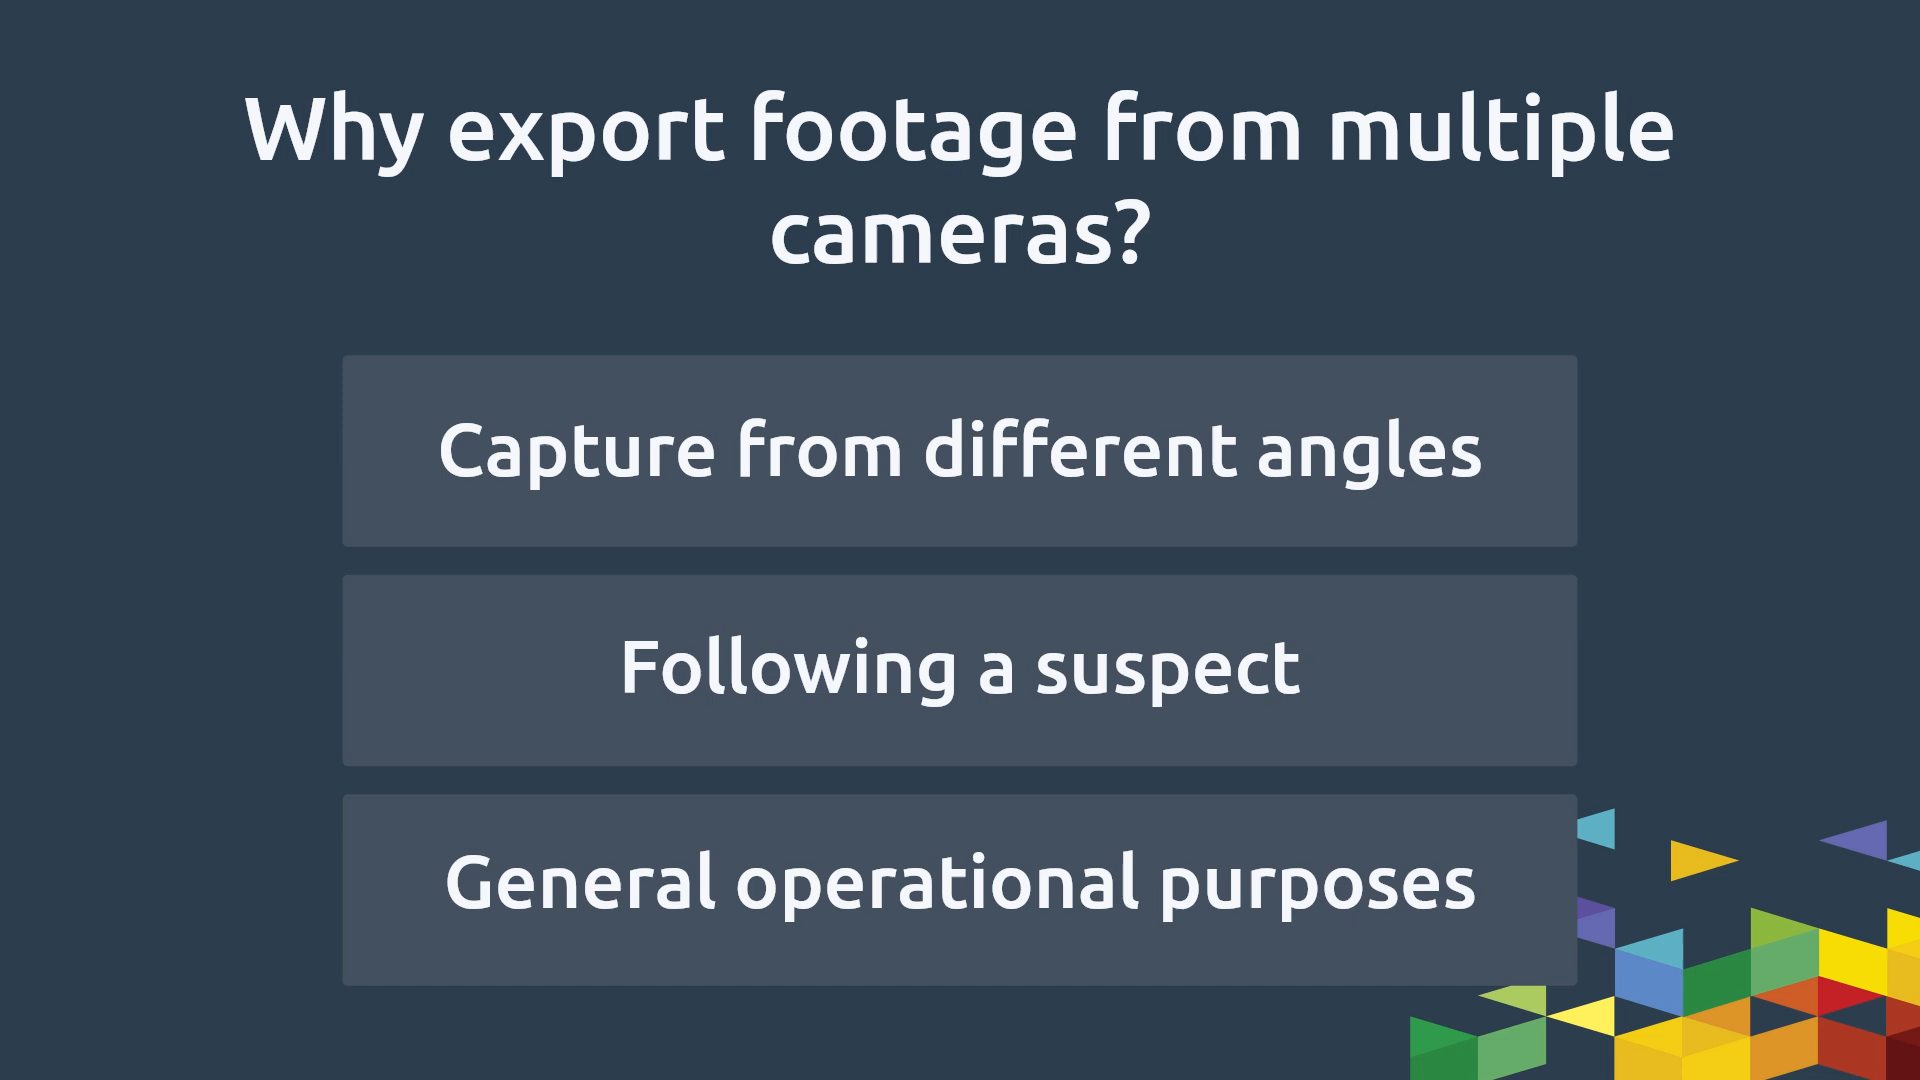 Why export footage from multiple
cameras?
Capture from different angles
Following a suspect
General operational purposes